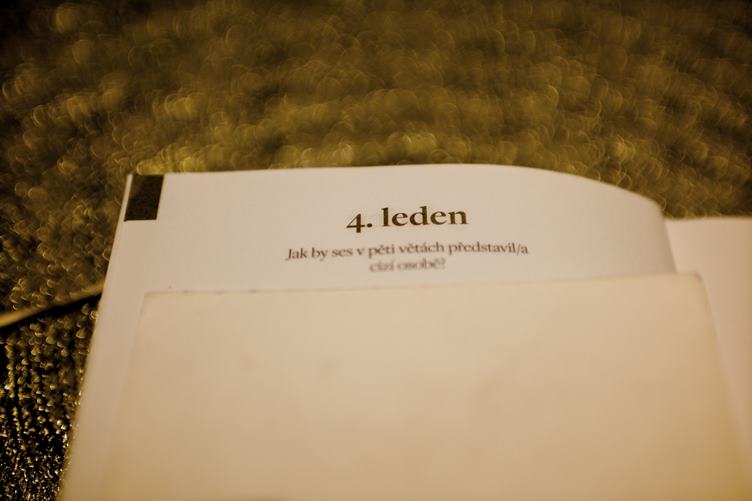 4. leden
Jak by ses v pěti větách představil/a
cizí osobě?